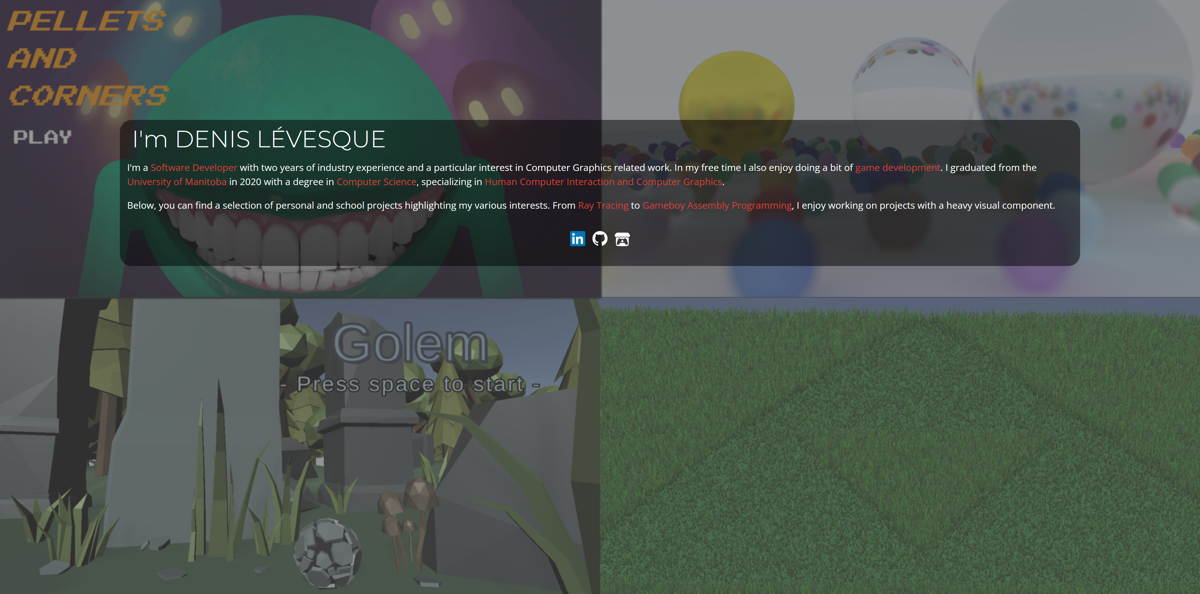 PELLETS
AND
CORNERS
PLAY
I'm DENIS LÉVESQUE
I'm a Software Developer with two years of industry experience and a particular interest in Computer Graphics related work. In my free time I also enjoy doing a bit of game development. I graduated from the
University of Manitoba in 2020 with a degree in Computer Science, specializing in Human Computer Interaction and Computer Graphics.
Below, you can find a selection of personal and school projects highlighting my various interests. From Ray Tracing to Gameboy Assembly Programming, I enjoy working on projects with a heavy visual component.
in
Golem
- Press space to start -